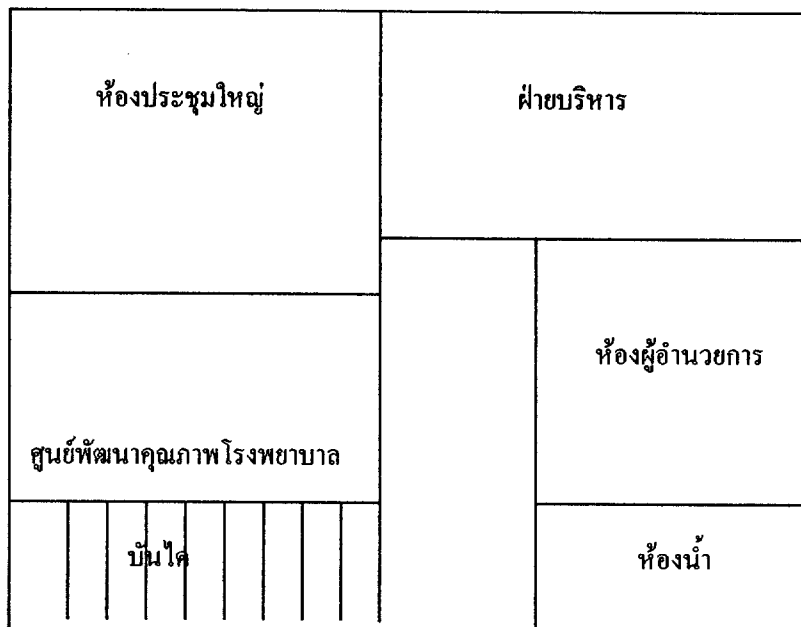 ห้องประชุมใหญ่
ฝ่ายบริหาร
ห้องผู้อำนวยการ
ศูนย์พัฒนาคุณภาพโรงพยาบาล
บันได
ห้องน้ำ